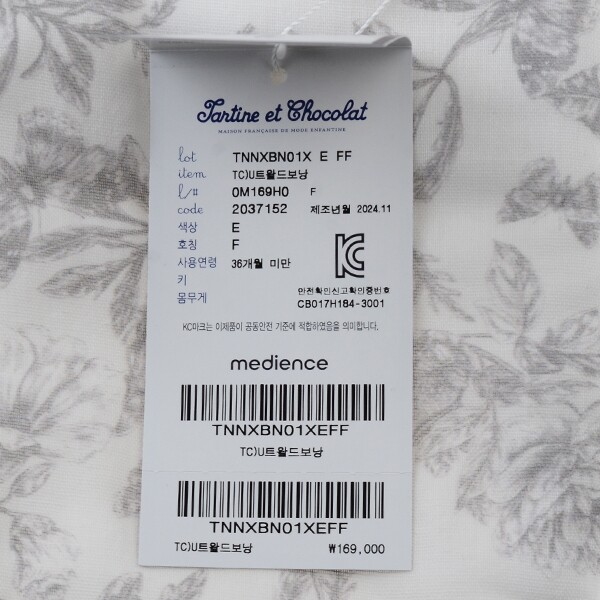 Tartine et Chocolat
MAISON FRANÇAISE DE MODE ENFANTINE
lot TNNXBN01X E FF
item TC)U트왈드보낭
l/# 0M169H0 F
code 2037152 제조년월 2024.11
색상 E
호칭 F
사용연령 36개월 미만
키
몸무게
안전확인신고확인증번호
CB017H184-3001
KC마크는 이제품이 공통안전 기준에 적합하였음을 의미합니다.
medience
TNNXBN01XEFF
TC)U트왈드보낭
TNNXBN01XEFF
TC)U트왈드보낭 ₩169,000